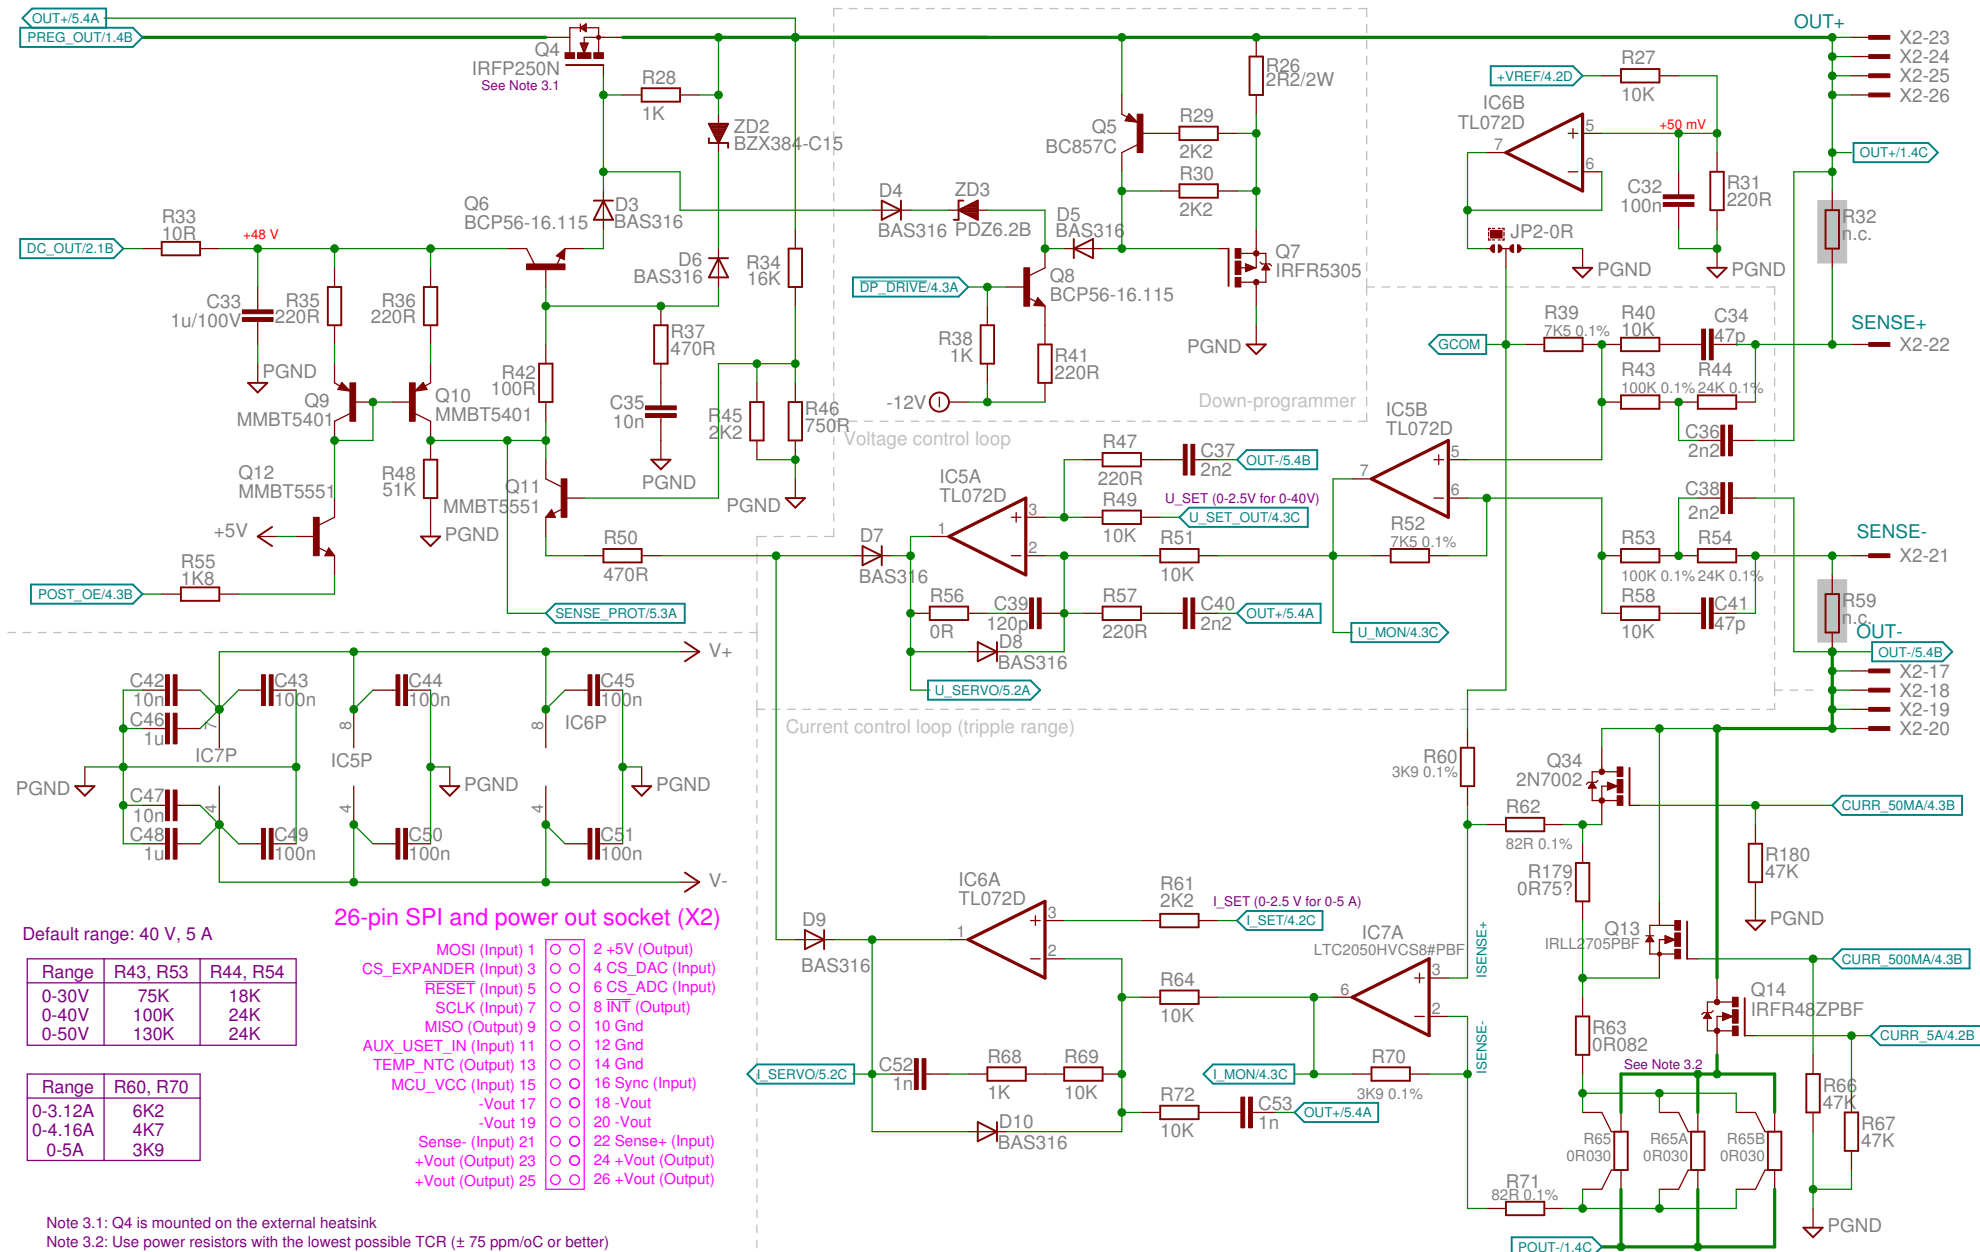 OUT+/5.4A
PREG_OUT/1.4B
Q4
IRFP250N
See Note 3.1
R28
1K
ZD2
BZX384-C15
Q6
BCP56-16.115
D3
BAS316
R33
10R
+48 V
DC_OUT/2.1B
C33
1u/100V
R35
220R
R36
220R
D6
BAS316
R34
16K
R37
470R
PGND
R42
100R
Q9
MMBT5401
Q10
MMBT5401
C35
10n
R45
2K2
R46
750R
PGND
PGND
Q12
MMBT5551
R48
51K
Q11
MMBT5551
+5V
PGND
R55
1K8
POST_OE/4.3B
R50
470R
SENSE_PROT/5.3A
R26
2R2/2W
Q5
BC857C
R29
2K2
R30
2K2
D4
BAS316
ZD3
PDZ6.2B
D5
BAS316
Q7
IRFR5305
DP_DRIVE/4.3A
Q8
BCP56-16.115
R38
1K
R41
220R
PGND
-12V
Down-programmer
OUT+
X2-23
X2-24
X2-25
X2-26
+VREF/4.2D
R27
10K
IC6B
TL072D
+50 mV
5
6
7
C32
100n
R31
220R
OUT+/1.4C
R32
n.c.
JP2-0R
PGND
PGND
GCOM
R39
7K5 0.1%
R40
10K
C34
47p
SENSE+
X2-22
R43
100K 0.1%
R44
24K 0.1%
C36
2n2
Voltage control loop
R47
220R
C37
2n2
OUT-/5.4B
IC5B
TL072D
5
6
7
IC5A
TL072D
3
2
1
U_SET (0-2.5V for 0-40V)
R49
10K
U_SET_OUT/4.3C
R51
10K
R52
7K5 0.1%
C38
2n2
SENSE-
X2-21
R53
100K 0.1%
R54
24K 0.1%
D7
BAS316
R56
0R
C39
120p
R57
220R
C40
2n2
OUT+/5.4A
R58
10K
C41
47p
R59
n.c.
D8
BAS316
U_MON/4.3C
U_SERVO/5.2A
OUT-
OUT-/5.4B
X2-17
X2-18
X2-19
X2-20
V+
C42
10n
C43
100n
C44
100n
C45
100n
C46
1u
7
8
8
IC7P
IC5P
IC6P
PGND
PGND
PGND
C47
10n
C48
1u
C49
100n
C50
100n
C51
100n
4
4
4
V-
Current control loop (tripple range)
R60
3K9 0.1%
Q34
2N7002
R62
82R 0.1%
CURR_50MA/4.3B
R179
0R75?
R180
47K
PGND
IC6A
TL072D
3
2
1
R61
2K2
I_SET (0-2.5 V for 0-5 A)
I_SET/4.2C
IC7A
LTC2050HVCS8#PBF
3
2
6
ISENSE+
ISENSE-
Q13
IRLL2705PBF
CURR_500MA/4.3B
D9
BAS316
R64
10K
Q14
IRFR48ZPBF
CURR_5A/4.2B
R63
0R082
See Note 3.2
I_SERVO/5.2C
C52
1n
R68
1K
R69
10K
I_MON/4.3C
R70
3K9 0.1%
R72
10K
C53
1n
OUT+/5.4A
D10
BAS316
R66
47K
R67
47K
R65
0R030
R65A
0R030
R65B
0R030
R71
82R 0.1%
PGND
POUT-/1.4C
Default range: 40 V, 5 A
Range R43, R53 R44, R54
0-30V 75K 18K
0-40V 100K 24K
0-50V 130K 24K
Range R60, R70
0-3.12A 6K2
0-4.16A 4K7
0-5A 3K9
26-pin SPI and power out socket (X2)
MOSI (Input) 1 2 +5V (Output)
CS_EXPANDER (Input) 3 4 CS_DAC (Input)
RESET (Input) 5 6 CS_ADC (Input)
SCLK (Input) 7 8 INT (Output)
MISO (Output) 9 10 Gnd
AUX_USET_IN (Input) 11 12 Gnd
TEMP_NTC (Output) 13 14 Gnd
MCU_VCC (Input) 15 16 Sync (Input)
-Vout 17 18 -Vout
-Vout 19 20 -Vout
Sense- (Input) 21 22 Sense+ (Input)
+Vout (Output) 23 24 +Vout (Output)
+Vout (Output) 25 26 +Vout (Output)
Note 3.1: Q4 is mounted on the external heatsink
Note 3.2: Use power resistors with the lowest possible TCR (± 75 ppm/oC or better)